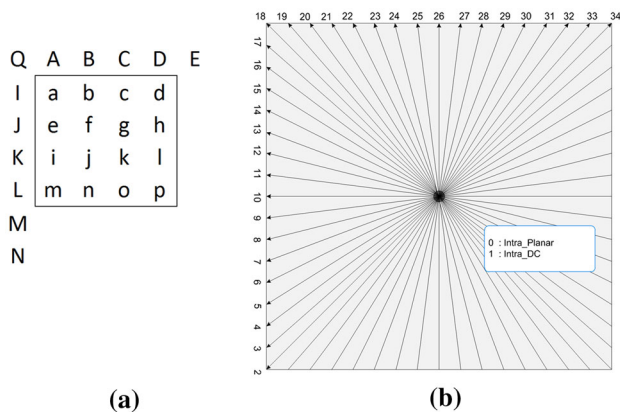 Q A B C D E
I a b c d
J e f g h
K i j k l
L m n o p
M
N
(a)
18 19 20 21 22 23 24 25 26 27 28 29 30 31 32 33 34
17
16
15
14
13
12
11
10
9
8
7
6
5
4
3
2
0 : Intra_Planar
1 : Intra_DC
(b)